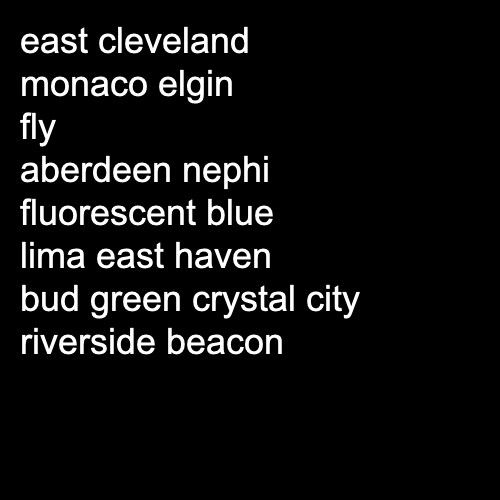 east cleveland
monaco elgin
fly
aberdeen nephi
fluorescent blue
lima east haven
bud green crystal city
riverside beacon